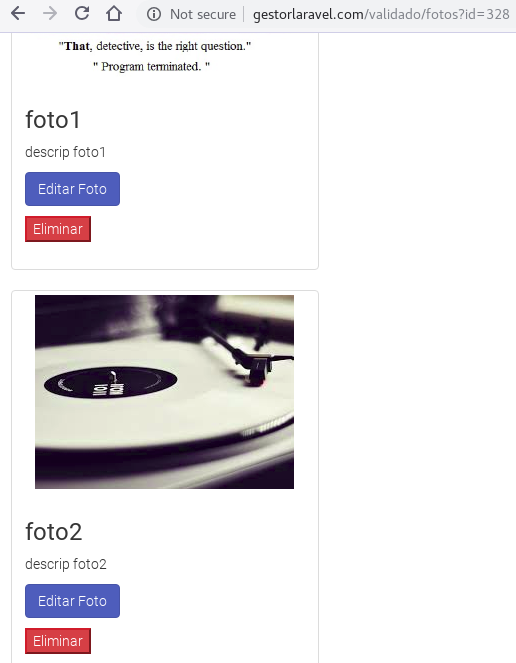 Not secure | gestorlaravel.com/validado/fotos?id=328
"That, detective, is the right question."
" Program terminated. "
foto1
descrip foto1
Editar Foto
Eliminar
foto2
descrip foto2
Editar Foto
Eliminar